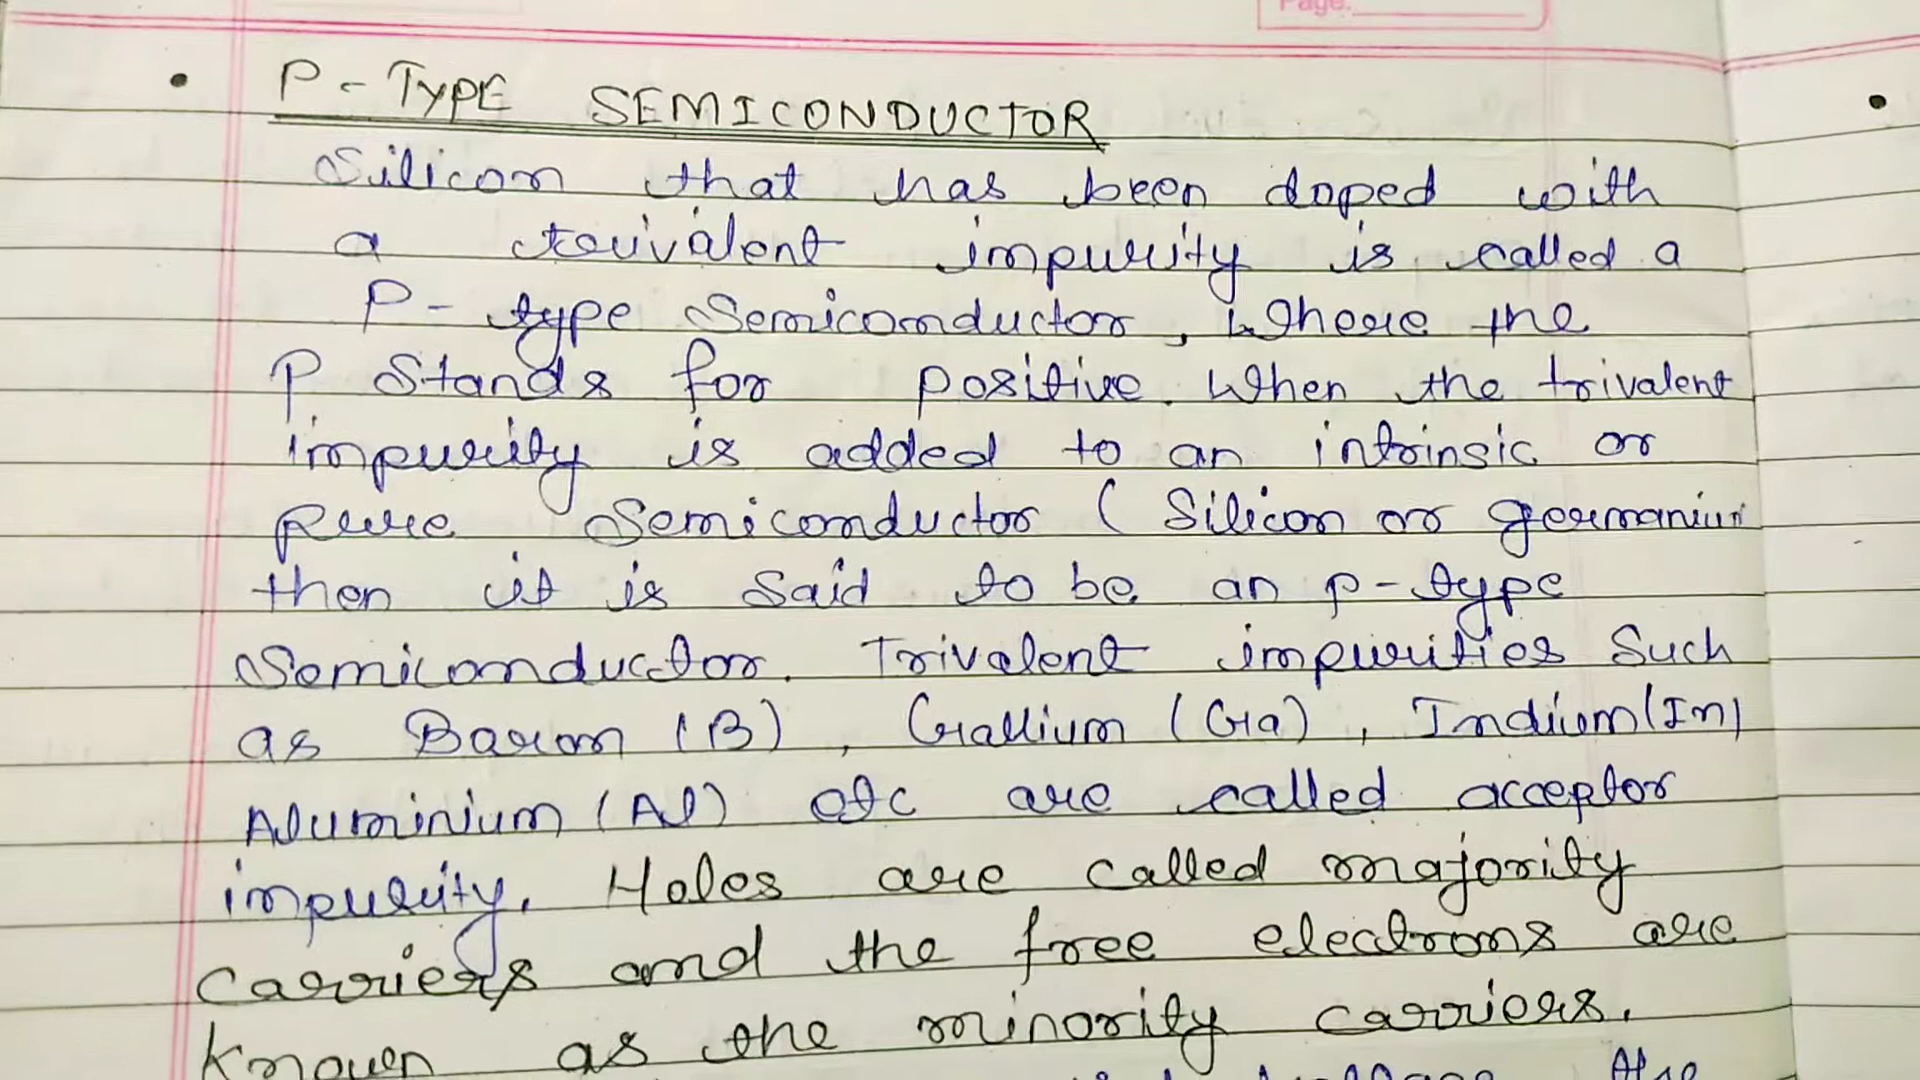 Page:
• P-TYPE SEMICONDUCTOR
Silicon that has been doped with
a trivalent impurity is called a
P-type Semiconductor, where the
P Stands for positive. When the trivalent
impurity is added to an intrinsic or
pure Semiconductor ( Silicon or germanium
then it is Said to be an p-type
Semiconductor. Trivalent impurities Such
as Baron (B), Gallium (Ga), Indium (In)
Aluminium (Al) etc are called acceptor
impurity. Holes are called majority
carriers and the free electrons are
Known as the minority carriers.